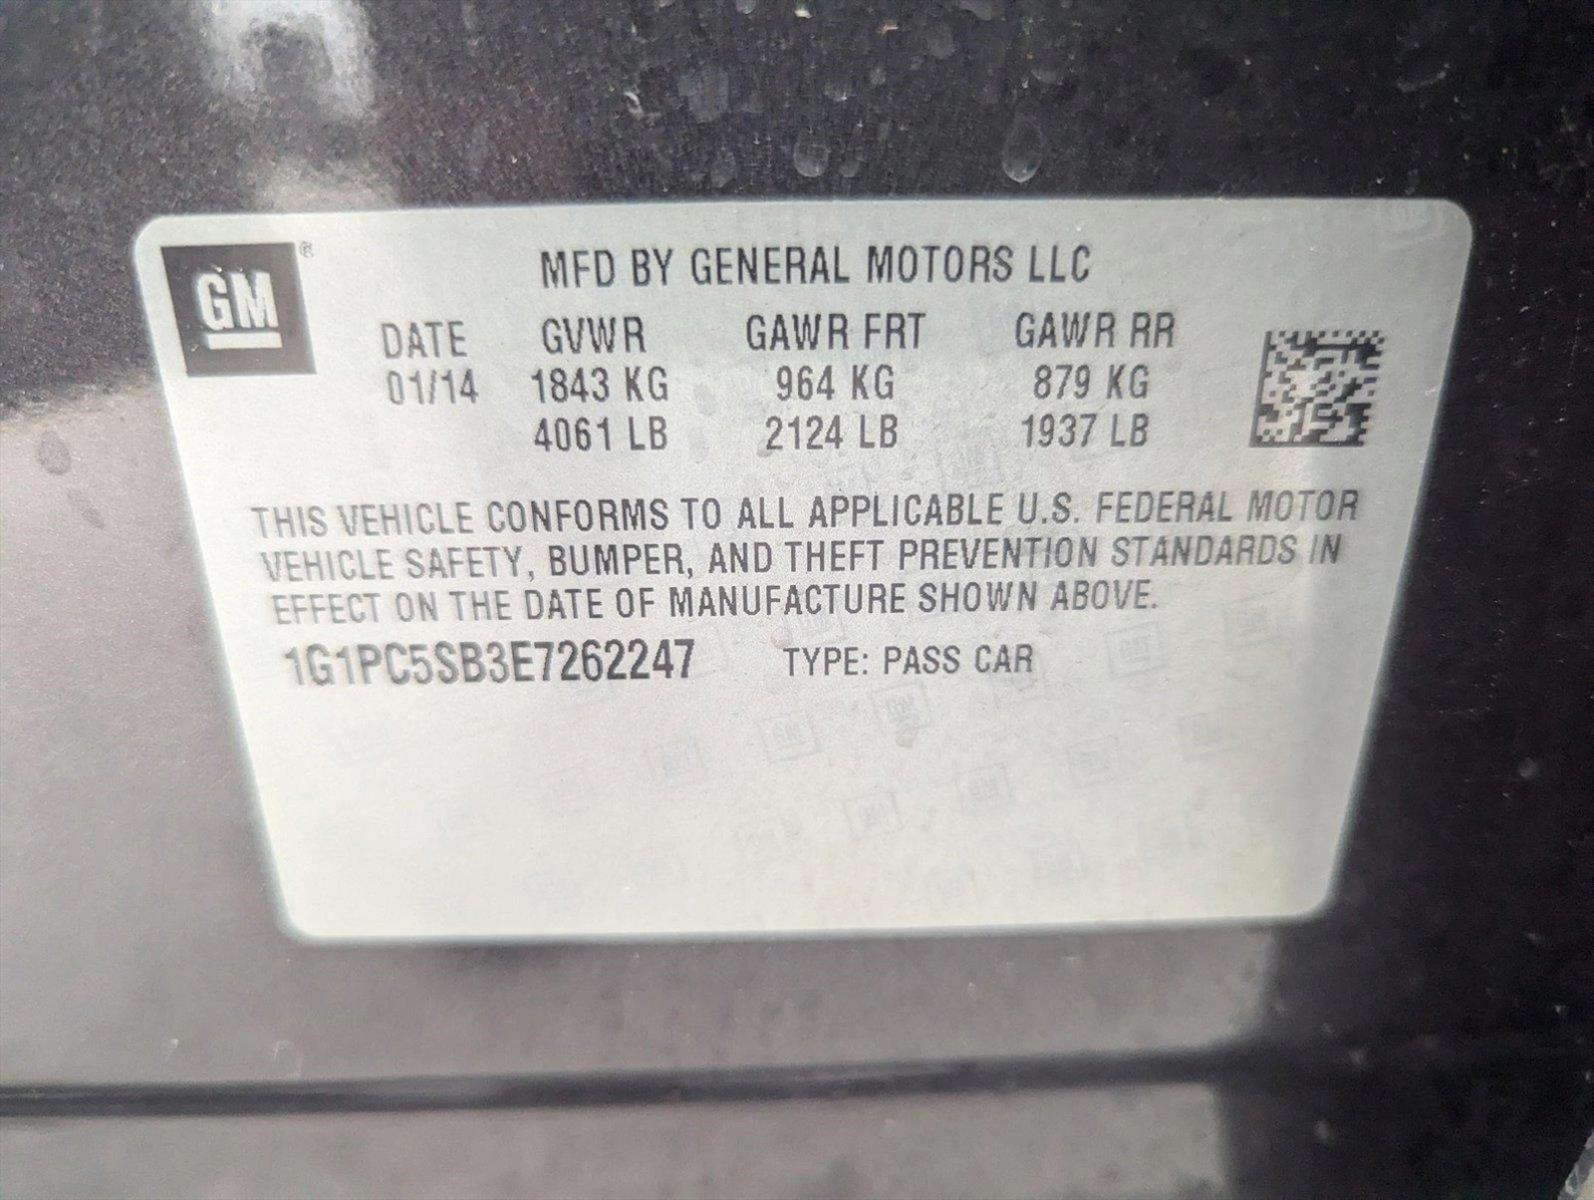 GM ®
MFD BY GENERAL MOTORS LLC
DATE GVWR GAWR FRT GAWR RR
01/14 1843 KG 964 KG 879 KG
4061 LB 2124 LB 1937 LB
THIS VEHICLE CONFORMS TO ALL APPLICABLE U.S. FEDERAL MOTOR
VEHICLE SAFETY, BUMPER, AND THEFT PREVENTION STANDARDS IN
EFFECT ON THE DATE OF MANUFACTURE SHOWN ABOVE.
1G1PC5SB3E7262247 TYPE: PASS CAR